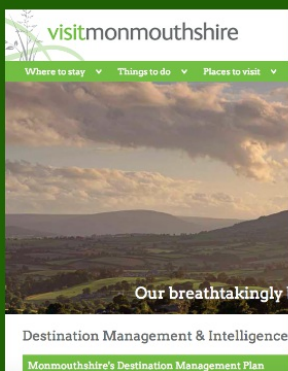 visitmonmouthshire
Where to stay Things to do Places to visit
Our breathtakingly
Destination Management & Intelligence
Monmouthshire's Destination Management Plan